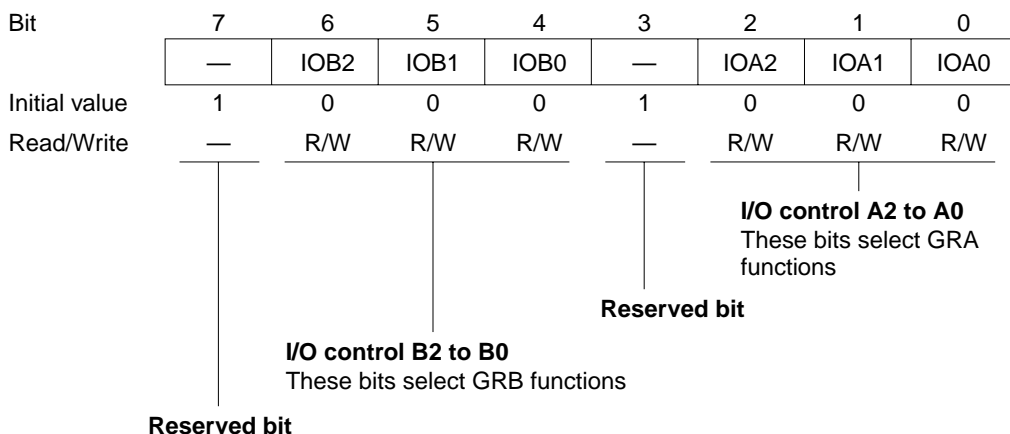 Bit 7 6 5 4 3 2 1 0
— IOB2 IOB1 IOB0 — IOA2 IOA1 IOA0
Initial value 1 0 0 0 1 0 0 0
Read/Write — R/W R/W R/W — R/W R/W R/W
I/O control A2 to A0
These bits select GRA
functions
Reserved bit
I/O control B2 to B0
These bits select GRB functions
Reserved bit